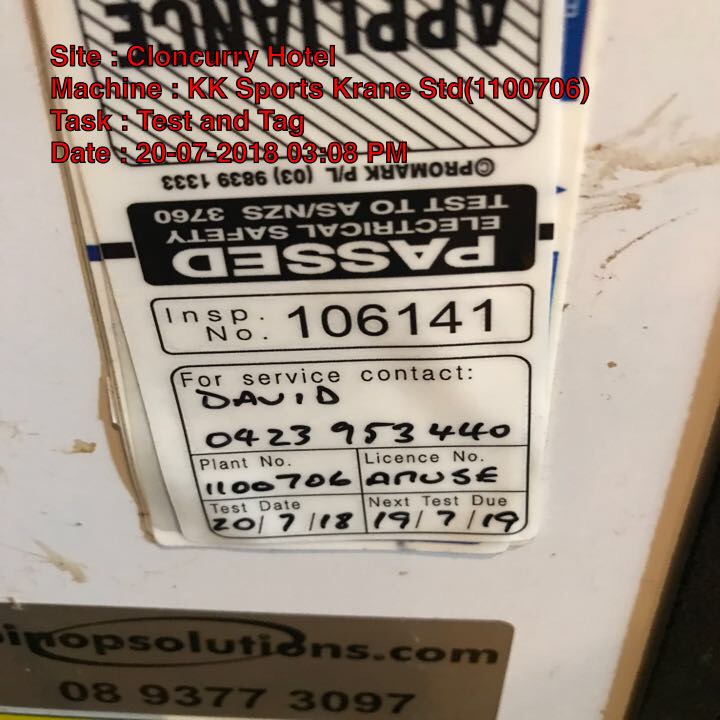 Site : Cloncurry Hotel
Machine : KK Sports Krane Std(1100706)
Task : Test and Tag
Date : 20-07-2018 03:08 PM
APPLIANCE
©PROMARK P/L (03) 9839 1333
PASSED
ELECTRICAL SAFETY
TEST TO AS/NZS 3760
Insp. No. 106141
For service contact:
DAVID
0423 953 440
Plant No. Licence No.
1100706 AMUSE
Test Date Next Test Due
20/7/18 19/7/19
opsolutions.com
08 9377 3097